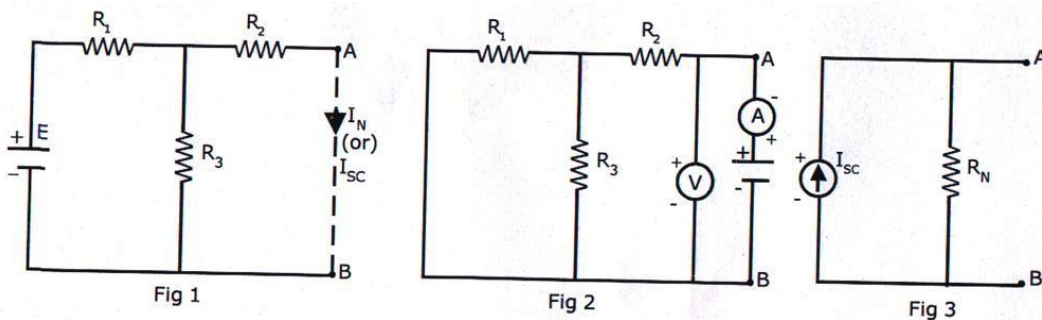 R1
R2
A
+ E
-
R3
IN
(or)
ISC
B
Fig 1
R1
R2
A
-
A
+
+
-
R3
+
V
-
B
Fig 2
A
+
ISC
-
RN
B
Fig 3